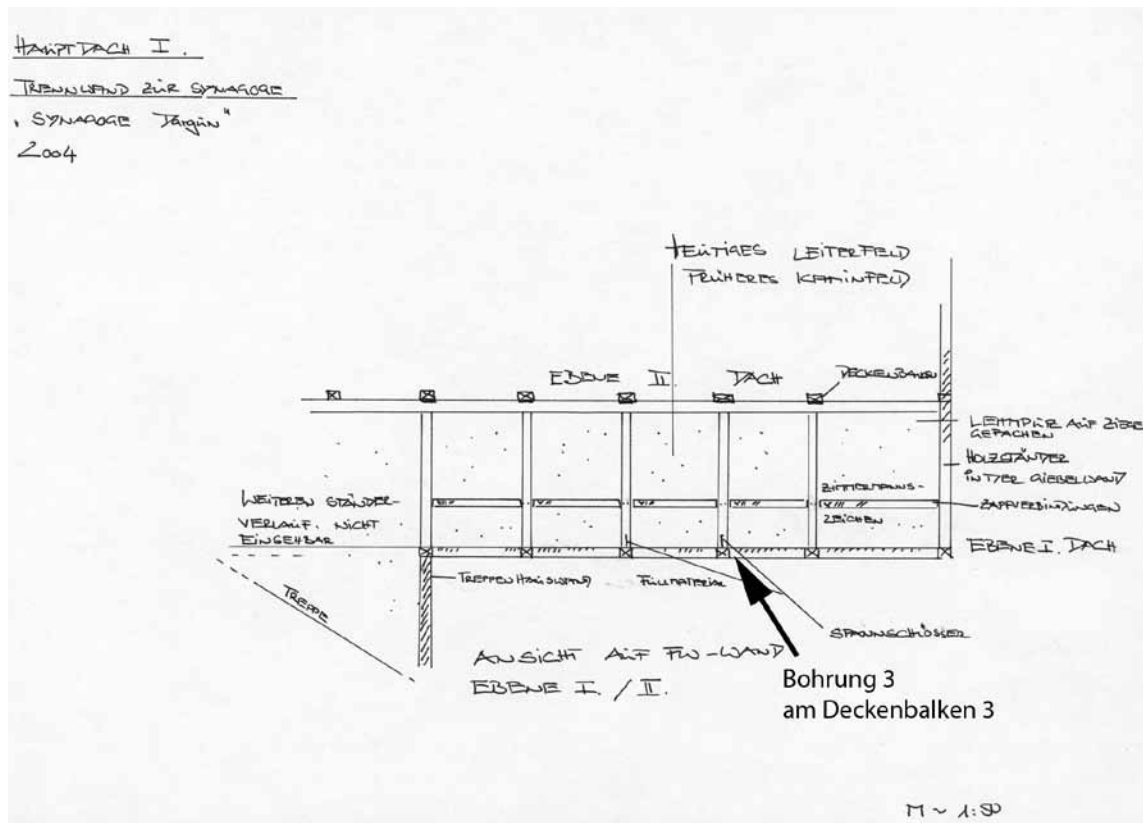 HAUPTDACH I.
TRENNWAND ZUR SYNAGOGE
„SYNAGOGE Dargun"
2004
HEUTIGES LEITERFELD
FRÜHERES KAMINFELD
EBENE II. DACH
DECKENBALKEN
LEHMPUTZ AUF ZIEGEL
GEFACHEN
HOLZSTÄNDER
IN DER GIEBELWAND
ZIMMERMANNS-
ZEICHEN
ZAPFVERBINDUNGEN
WEITEREN STÄNDER-
VERLAUF. NICHT
EINSEHBAR
EBENE I. DACH
TREPPE
TREPPENHAUSWAND
FÜLLMATERIAL
SPANNSCHLÖSSER
ANSICHT AUF FW-WAND
EBENE I. / II.
Bohrung 3
am Deckenbalken 3
M ~ 1:50